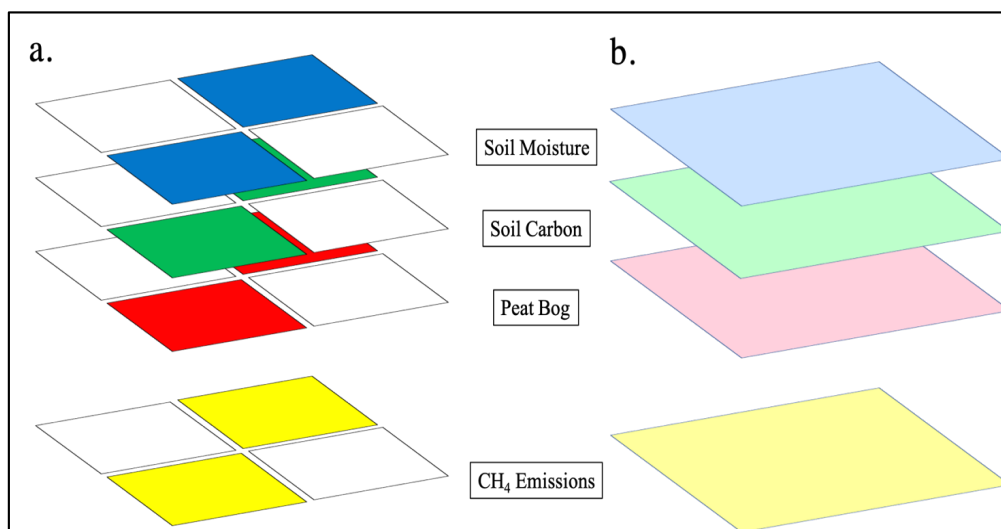 a.
b.
Soil Moisture
Soil Carbon
Peat Bog
CH₄ Emissions